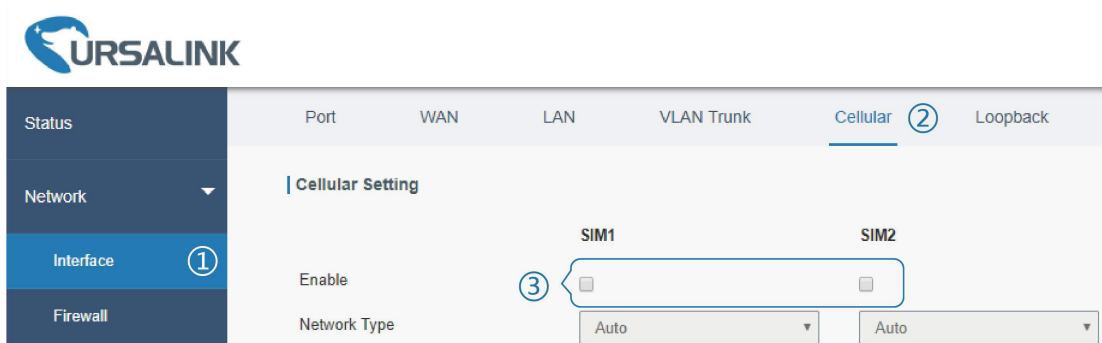 URSALINK
Status
Port WAN LAN VLAN Trunk Cellular ② Loopback
Network
Cellular Setting
SIM1 SIM2
Interface ①
Enable ③
Firewall
Network Type Auto Auto